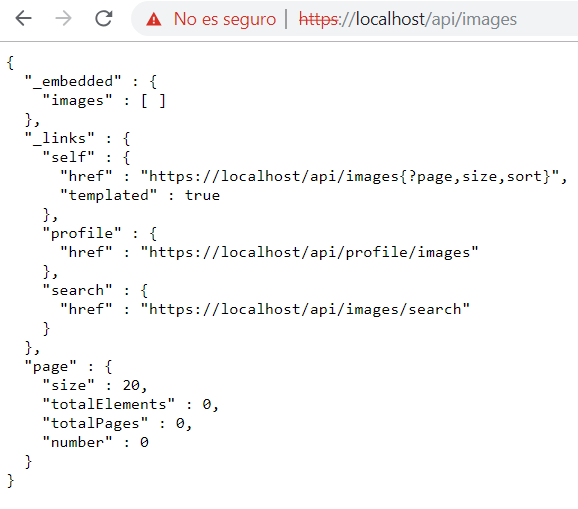 No es seguro | https://localhost/api/images
{
  "_embedded" : {
    "images" : [ ]
  },
  "_links" : {
    "self" : {
      "href" : "https://localhost/api/images{?page,size,sort}",
      "templated" : true
    },
    "profile" : {
      "href" : "https://localhost/api/profile/images"
    },
    "search" : {
      "href" : "https://localhost/api/images/search"
    }
  },
  "page" : {
    "size" : 20,
    "totalElements" : 0,
    "totalPages" : 0,
    "number" : 0
  }
}